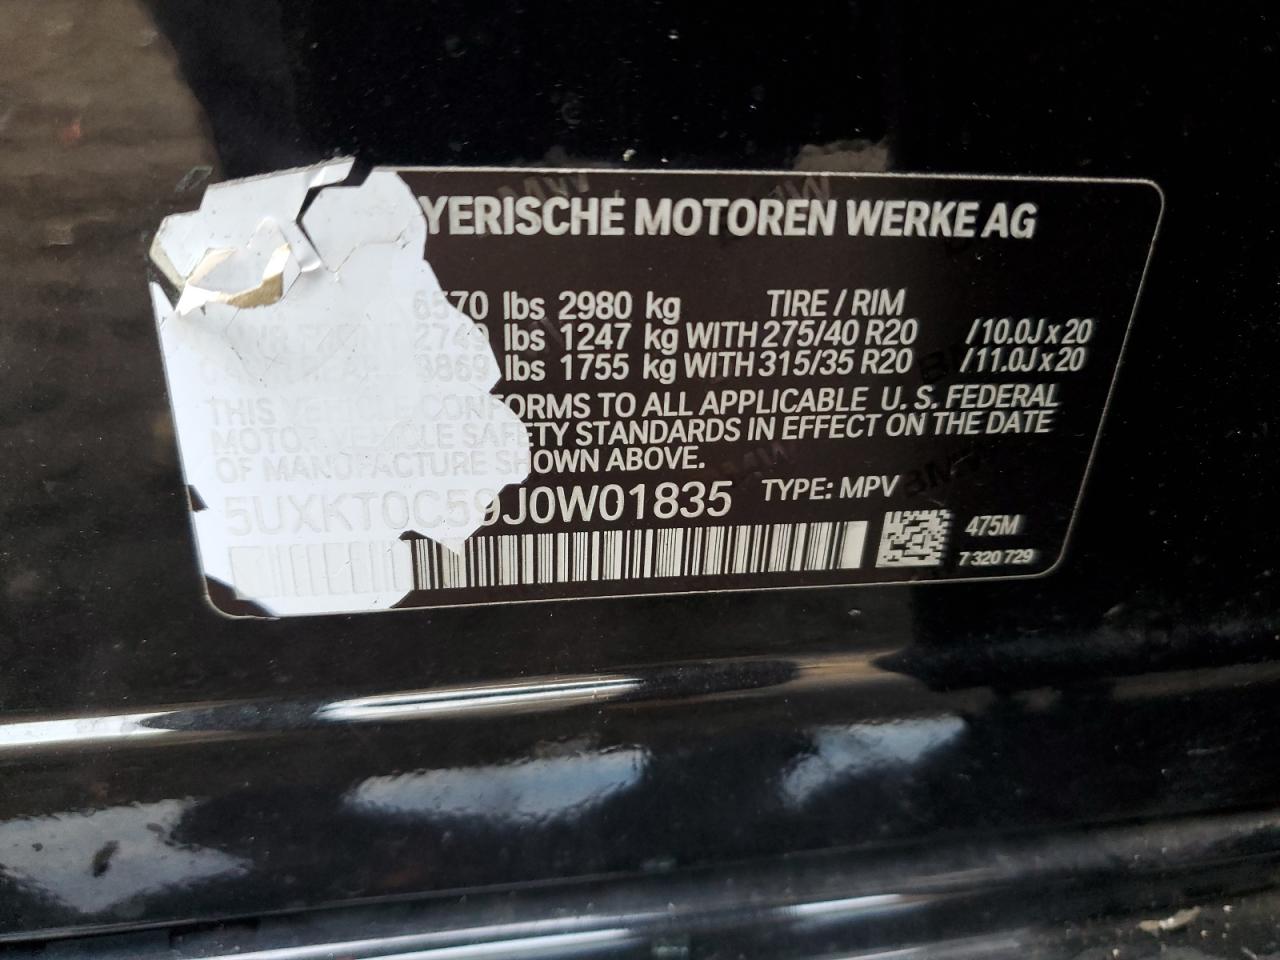 YERISCHE MOTOREN WERKE AG
6570 lbs 2980 kg TIRE / RIM
2749 lbs 1247 kg WITH 275/40 R20 /10.0J x 20
3869 lbs 1755 kg WITH 315/35 R20 /11.0J x 20
THIS VEHICLE CONFORMS TO ALL APPLICABLE U. S. FEDERAL
MOTOR VEHICLE SAFETY STANDARDS IN EFFECT ON THE DATE
OF MANUFACTURE SHOWN ABOVE.
5UXKT0C59J0W01835 TYPE: MPV
475M
7 320 729